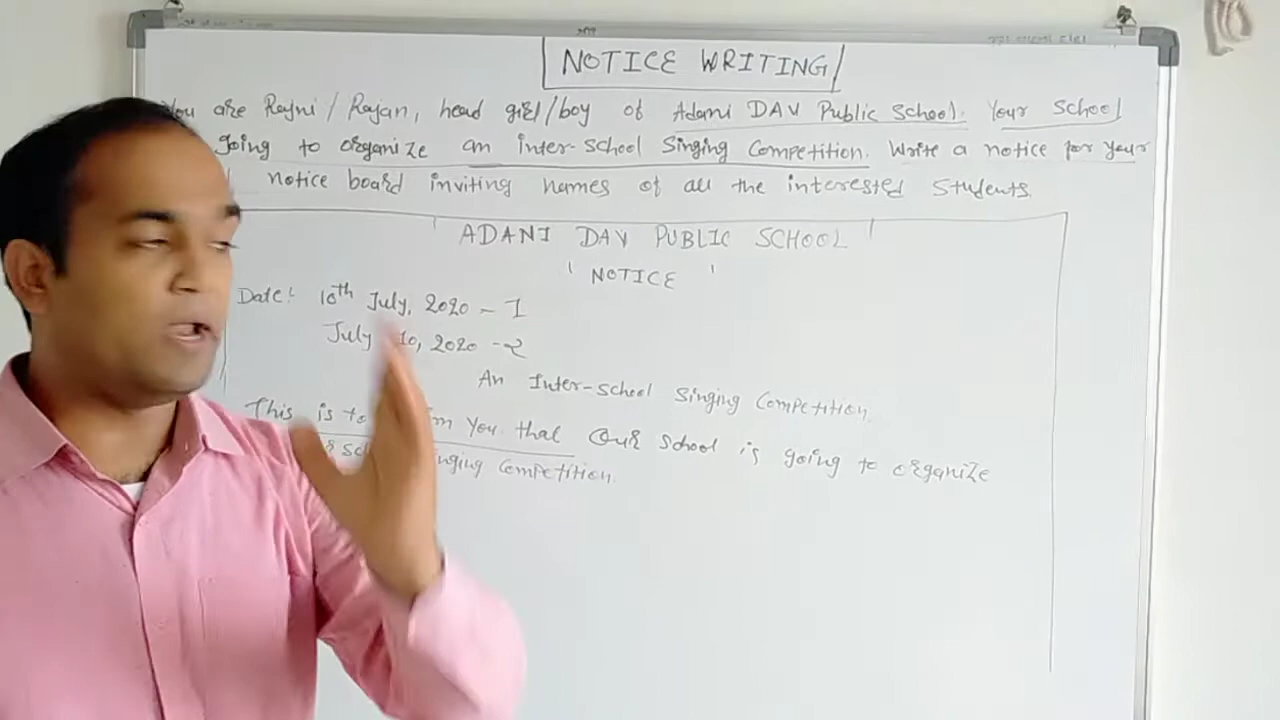 NOTICE WRITING
You are Rajni/Rajan, head girl/boy of Adani DAV Public School. Your School
going to organize an inter-school Singing Competition. Write a notice for your
notice board inviting names of all the interested Students.
ADANI DAV PUBLIC SCHOOL
NOTICE
Date: 10th July, 2020 - 1
July 10, 2020 - 2
An Inter-School Singing Competition.
This is to you that Our School is going to organize
Competition.